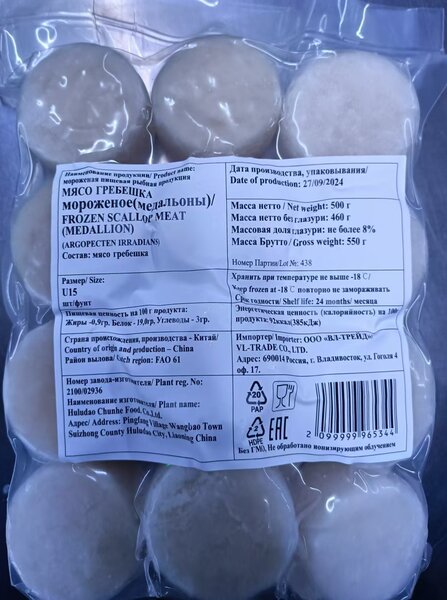 Наименование продукции/ Product name:
мороженая пищевая рыбная продукция
МЯСО ГРЕБЕШКА
мороженое(медальоны)/
FROZEN SCALLOP MEAT
(MEDALLION)
(ARGOPECTEN IRRADIANS)
Состав: мясо гребешка
Дата производства, упаковывания/
Date of production: 27/09/2024
Масса нетто / Net weight: 500 г
Масса нетто без глазури: 460 г
Массовая доля глазури: не более 8%
Масса Брутто / Gross weight: 550 г
Номер Партии/Lot №: 438
Размер/ Size:
U15
шт/фунт
Хранить при температуре не выше -18 С/
Keep frozen at -18 С повторно не замораживать
Срок годности/ Shelf life: 24 months/ месяца
Пищевая ценность на 100 г продукта:
Жиры -0,9гр. Белок - 19,0гр. Углеводы - 3гр.
Энергетическая ценность (калорийность) на 100
продукта:92ккал(385кДж)
Страна происхождения, производства - Китай/
Country of origin and production – China
Район вылова/ Catch region: FAO 61
Импортер/ Importer: ООО «ВЛ-ТРЕЙД»/
VL-TRADE CO., LTD.
Адрес: 690014 Россия, г. Владивосток, ул. Гоголя 4
оф. 17.
Номер завода-изготовителя/ Plant reg. No:
2100/02936
Наименование изготовителя/ Plant name:
Huludao Chunhe Food. Co.Ltd.
Адрес/ Address: Pingfang Village Wangbao Town
Suizhong County Huludao City, Liaoning China
20
PAP
2
HDPE
EAC
2 099999 965344
Без ГМО, Не обработано ионизирующим облучением